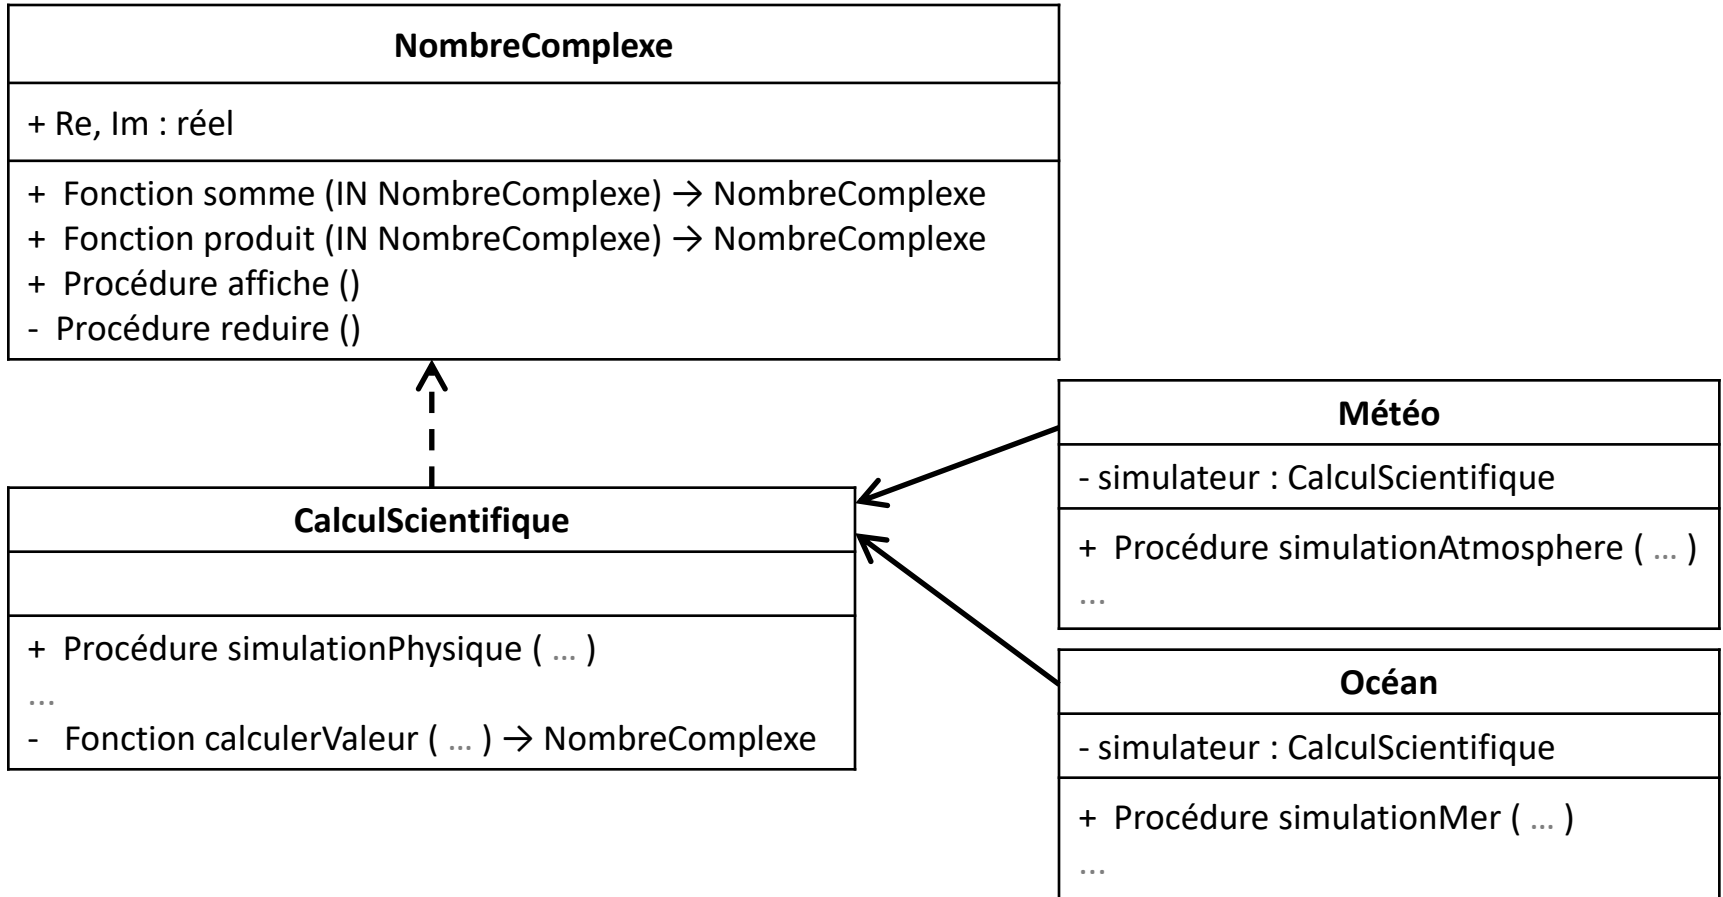 NombreComplexe
+ Re, Im : réel
+ Fonction somme (IN NombreComplexe) → NombreComplexe
+ Fonction produit (IN NombreComplexe) → NombreComplexe
+ Procédure affiche ()
- Procédure reduire ()
CalculScientifique
+ Procédure simulationPhysique ( ... )
...
- Fonction calculerValeur ( ... ) → NombreComplexe
Météo
- simulateur : CalculScientifique
+ Procédure simulationAtmosphere ( ... )
...
Océan
- simulateur : CalculScientifique
+ Procédure simulationMer ( ... )
...